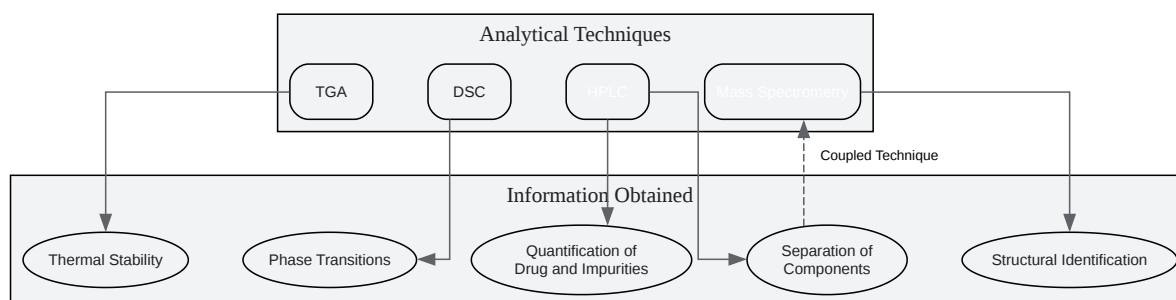 Analytical Techniques
TGA
DSC
HPLC
Mass Spectrometry
Coupled Technique
Information Obtained
Thermal Stability
Phase Transitions
Quantification of
Drug and Impurities
Separation of
Components
Structural Identification